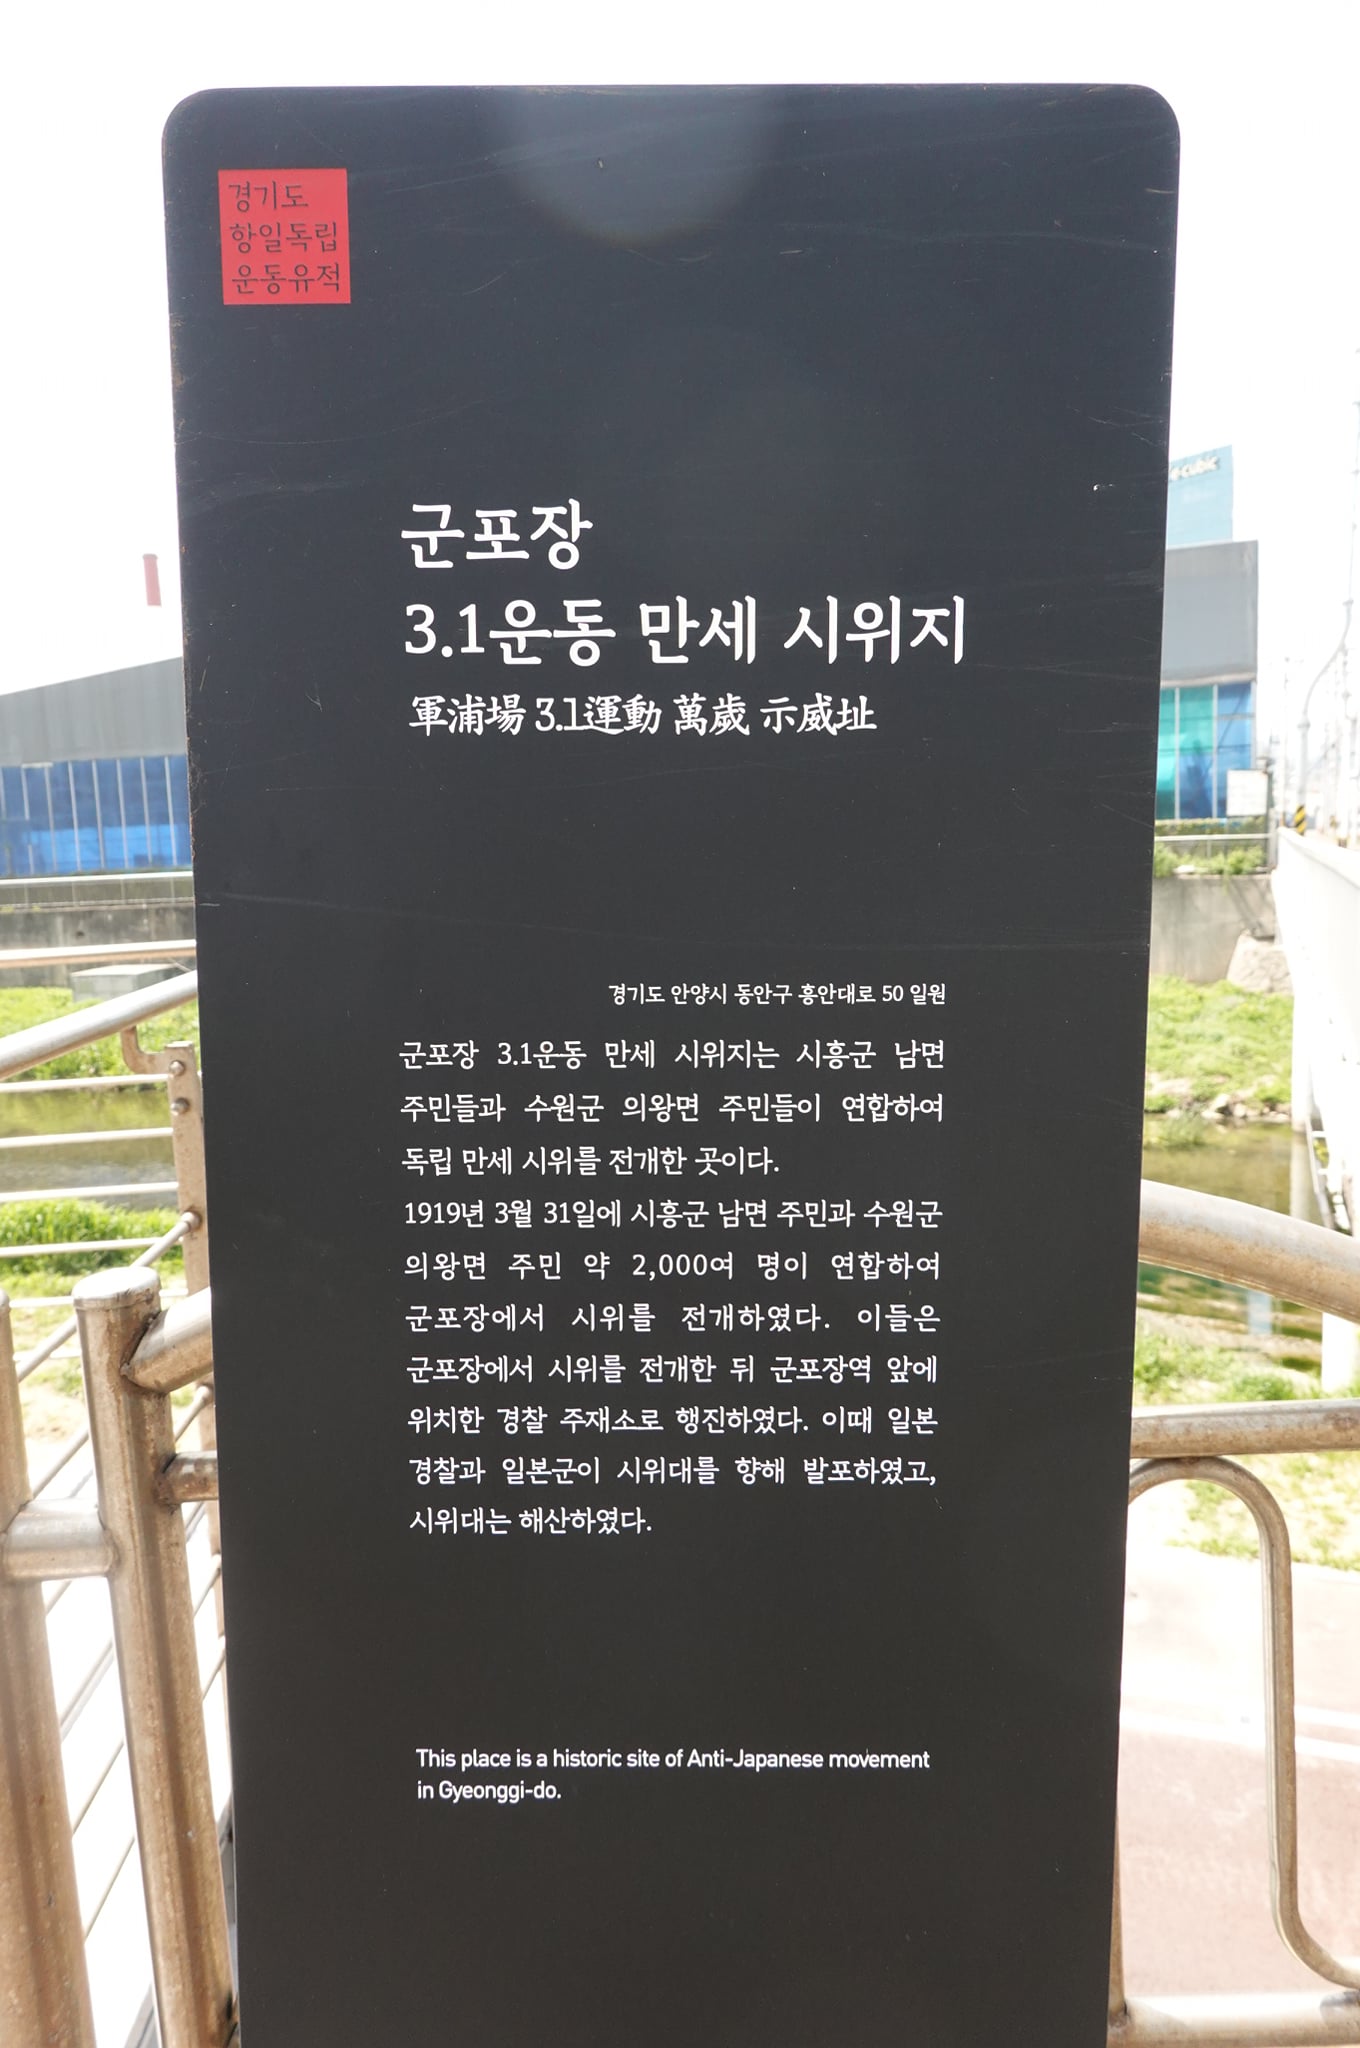 경기도
항일독립
운동유적
군포장
3.1운동 만세 시위지
軍浦場 3.1運動 萬歲 示威址
경기도 안양시 동안구 흥안대로 50 일원
군포장 3.1운동 만세 시위지는 시흥군 남면
주민들과 수원군 의왕면 주민들이 연합하여
독립 만세 시위를 전개한 곳이다.
1919년 3월 31일에 시흥군 남면 주민과 수원군
의왕면 주민 약 2,000여 명이 연합하여
군포장에서 시위를 전개하였다. 이들은
군포장에서 시위를 전개한 뒤 군포장역 앞에
위치한 경찰 주재소로 행진하였다. 이때 일본
경찰과 일본군이 시위대를 향해 발포하였고,
시위대는 해산하였다.
This place is a historic site of Anti-Japanese movement
in Gyeonggi-do.
e-cubic